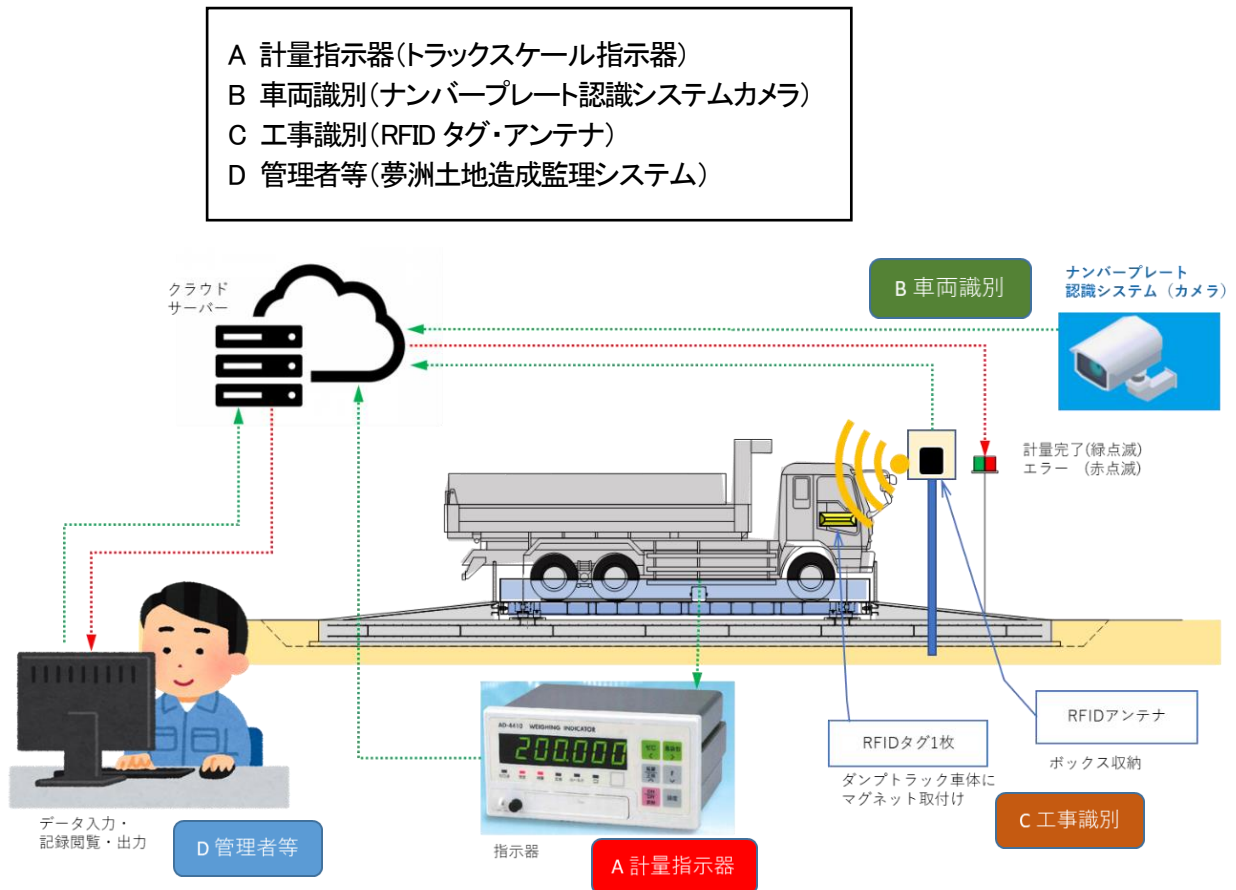 A 計量指示器(トラックスケール指示器)
B 車両識別(ナンバープレート認識システムカメラ)
C 工事識別(RFID タグ・アンテナ)
D 管理者等(夢洲土地造成監理システム)
クラウド
サーバー
B 車両識別
ナンバープレート
認識システム（カメラ）
計量完了(緑点滅)
エラー (赤点滅)
RFIDアンテナ
ボックス収納
RFIDタグ1枚
ダンプトラック車体に
マグネット取付け
C 工事識別
AD-4410 WEIGHING INDICATOR
200.000
指示器
A 計量指示器
データ入力・
記録閲覧・出力
D 管理者等